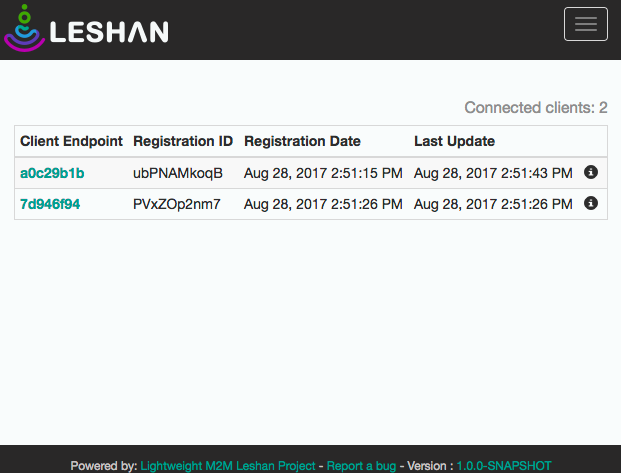 LESHAN
Connected clients: 2
Client Endpoint Registration ID Registration Date Last Update
a0c29b1b ubPNAMkoqB Aug 28, 2017 2:51:15 PM Aug 28, 2017 2:51:43 PM
7d946f94 PVxZOp2nm7 Aug 28, 2017 2:51:26 PM Aug 28, 2017 2:51:26 PM
Powered by: Lightweight M2M Leshan Project - Report a bug - Version : 1.0.0-SNAPSHOT